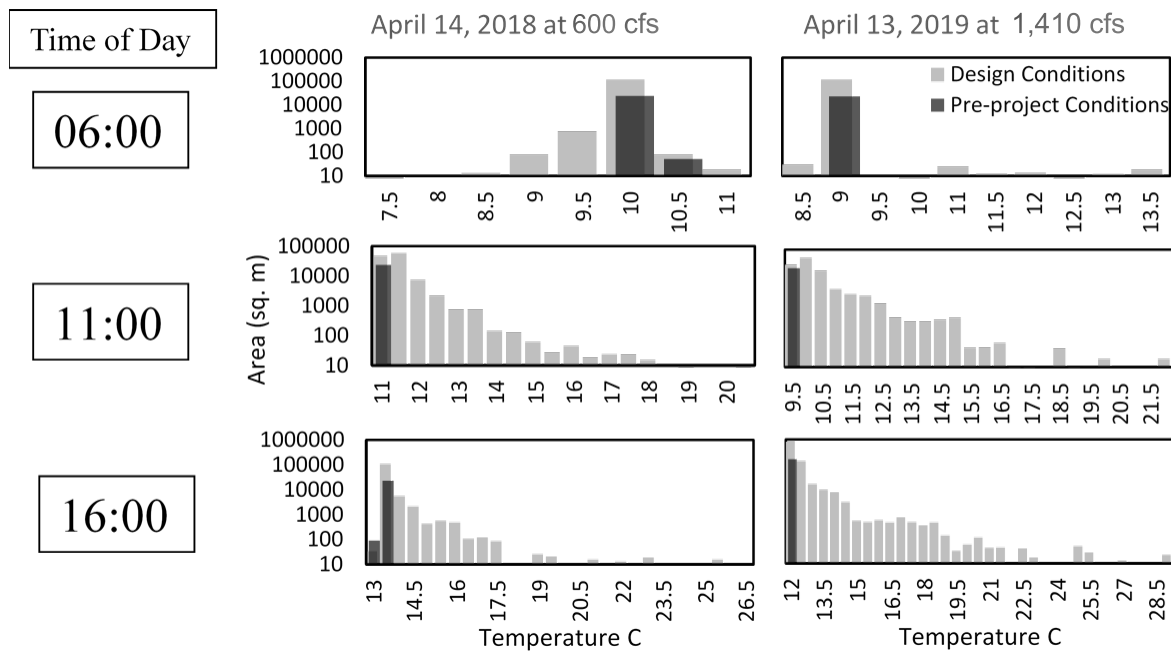 Time of Day
April 14, 2018 at 600 cfs
April 13, 2019 at 1,410 cfs
06:00
1000000
100000
10000
1000
100
10
7.5 8 8.5 9 9.5 10 10.5 11
Design Conditions
Pre-project Conditions
8.5 9 9.5 10 11 11.5 12 12.5 13 13.5
11:00
Area (sq. m)
100000
10000
1000
100
10
11 12 13 14 15 16 17 18 19 20
9.5 10.5 11.5 12.5 13.5 14.5 15.5 16.5 17.5 18.5 19.5 20.5 21.5
16:00
1000000
100000
10000
1000
100
10
13 14.5 16 17.5 19 20.5 22 23.5 25 26.5
12 13.5 15 16.5 18 19.5 21 22.5 24 25.5 27 28.5
Temperature C
Temperature C